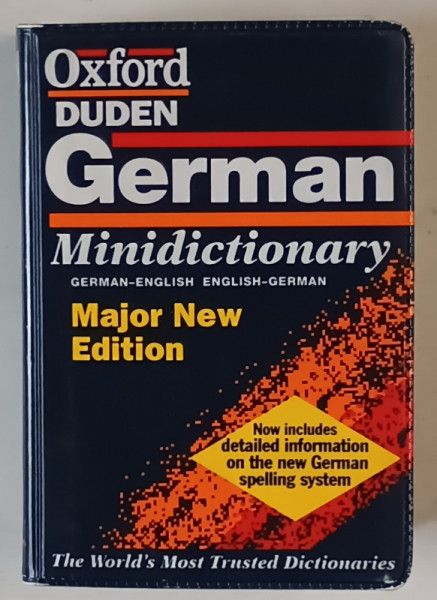 Oxford
DUDEN
German
Minidictionary
GERMAN–ENGLISH ENGLISH–GERMAN
Major New
Edition
Now includes
detailed information
on the new German
spelling system
The World's Most Trusted Dictionaries